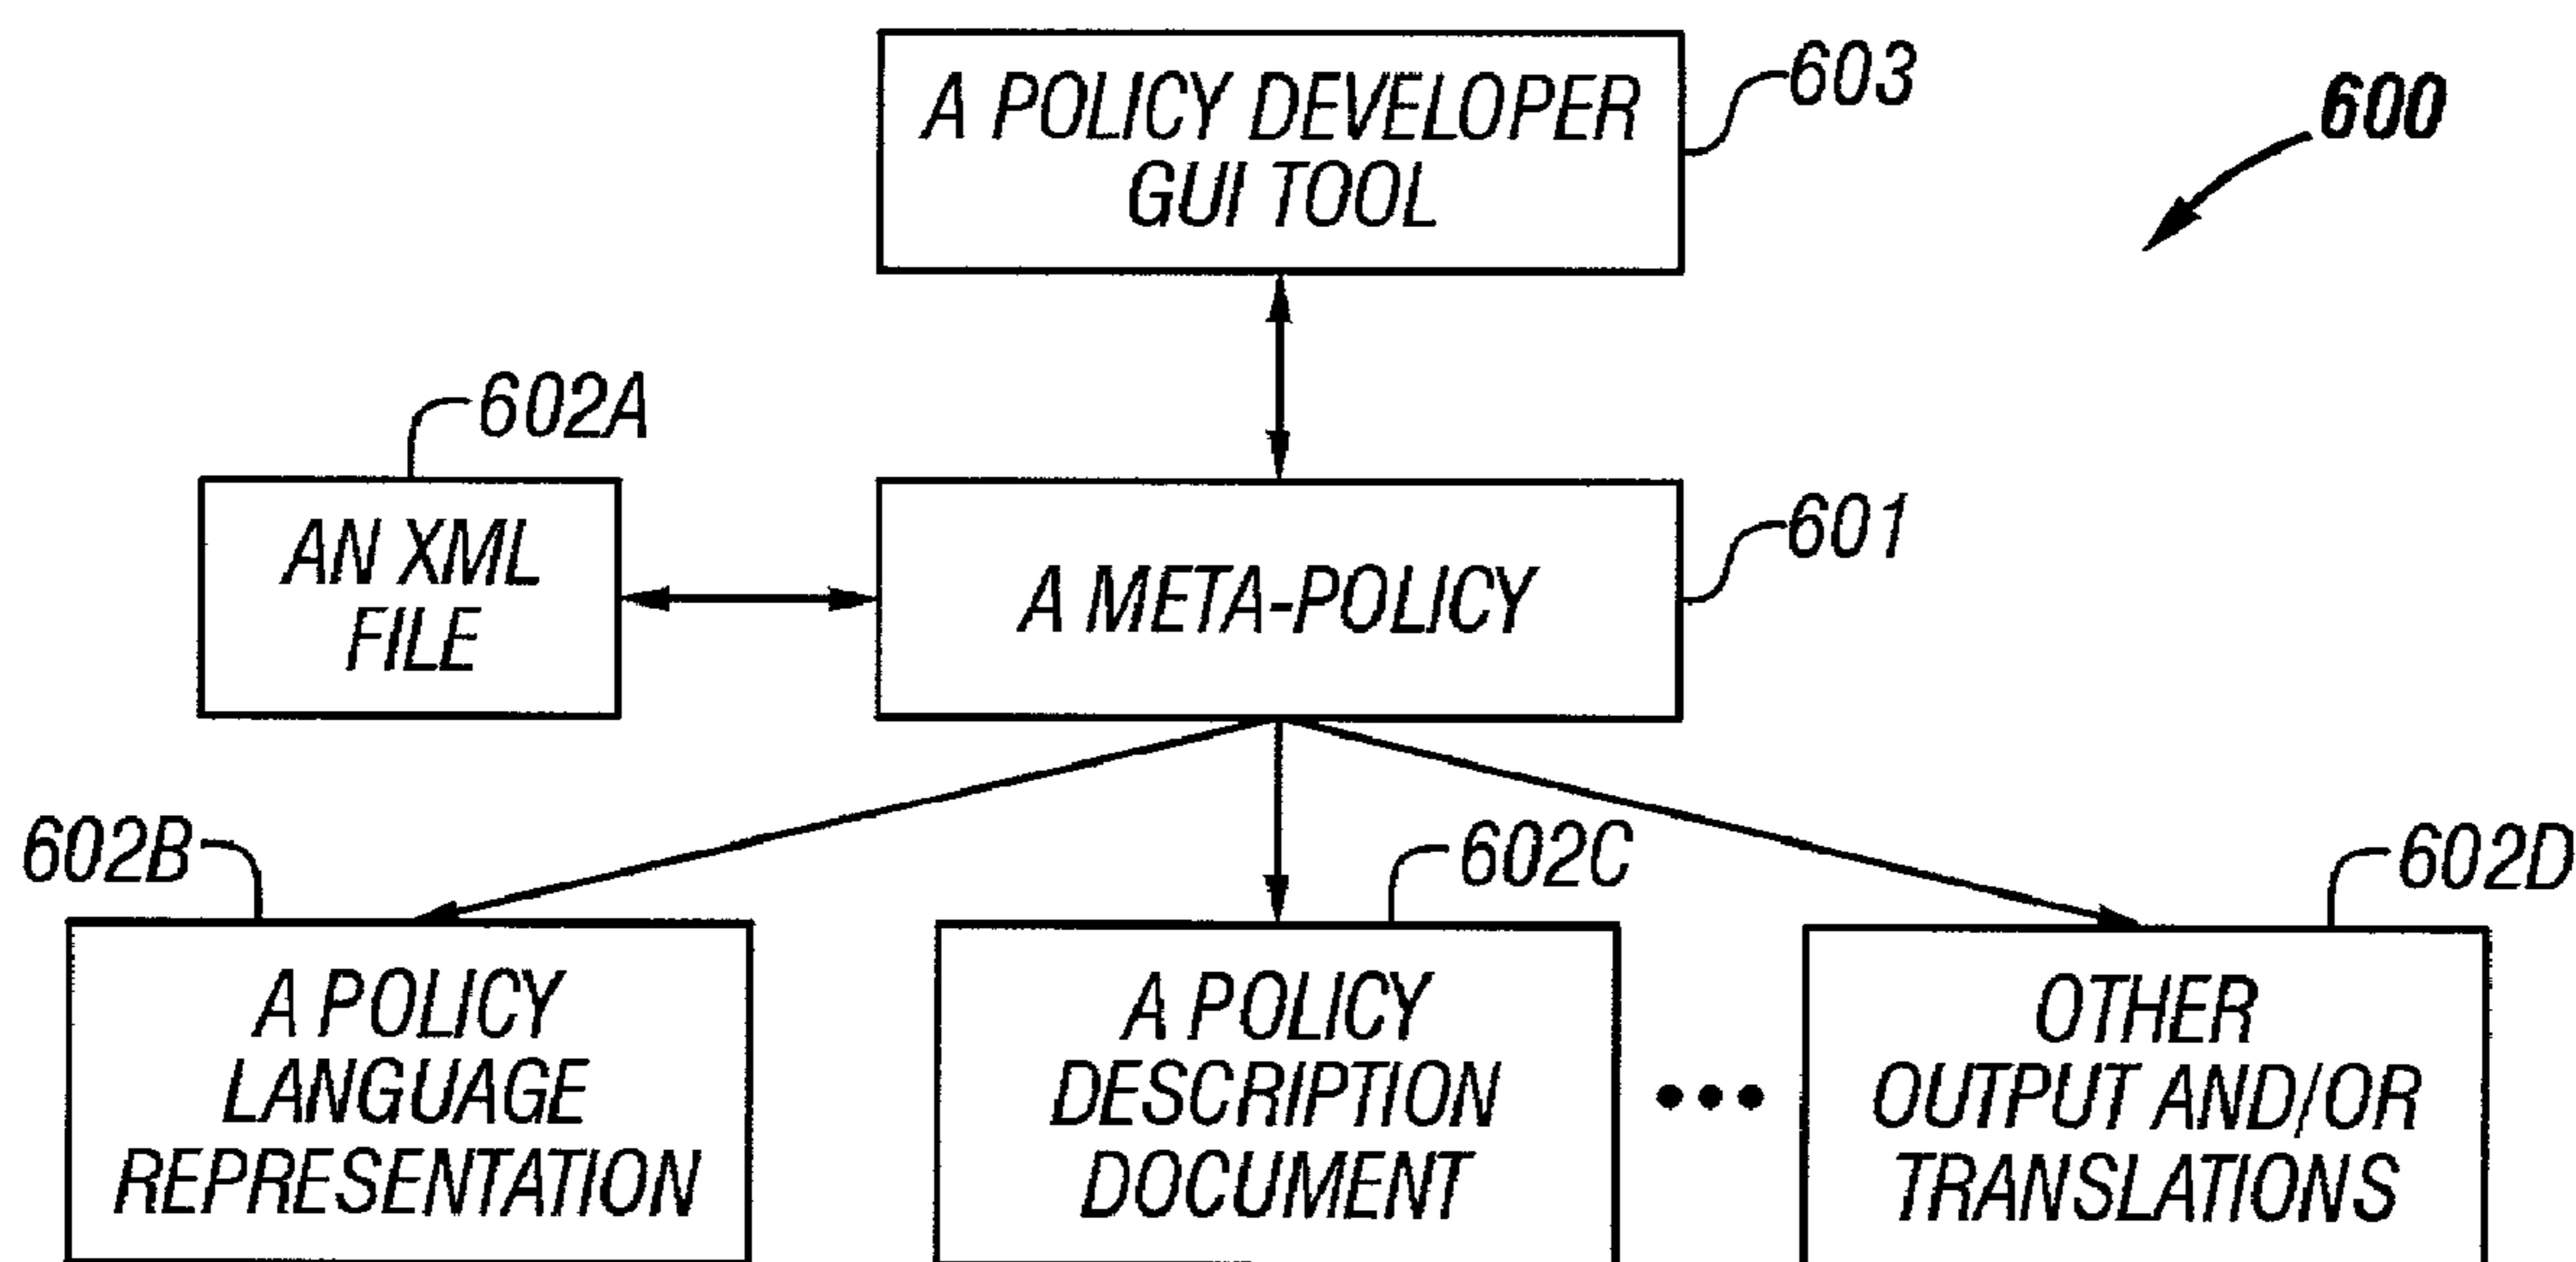 A POLICY DEVELOPER
GUI TOOL
603
600
602A
AN XML
FILE
A META-POLICY
601
602B
602C
602D
A POLICY
LANGUAGE
REPRESENTATION
A POLICY
DESCRIPTION
DOCUMENT
•••
OTHER
OUTPUT AND/OR
TRANSLATIONS